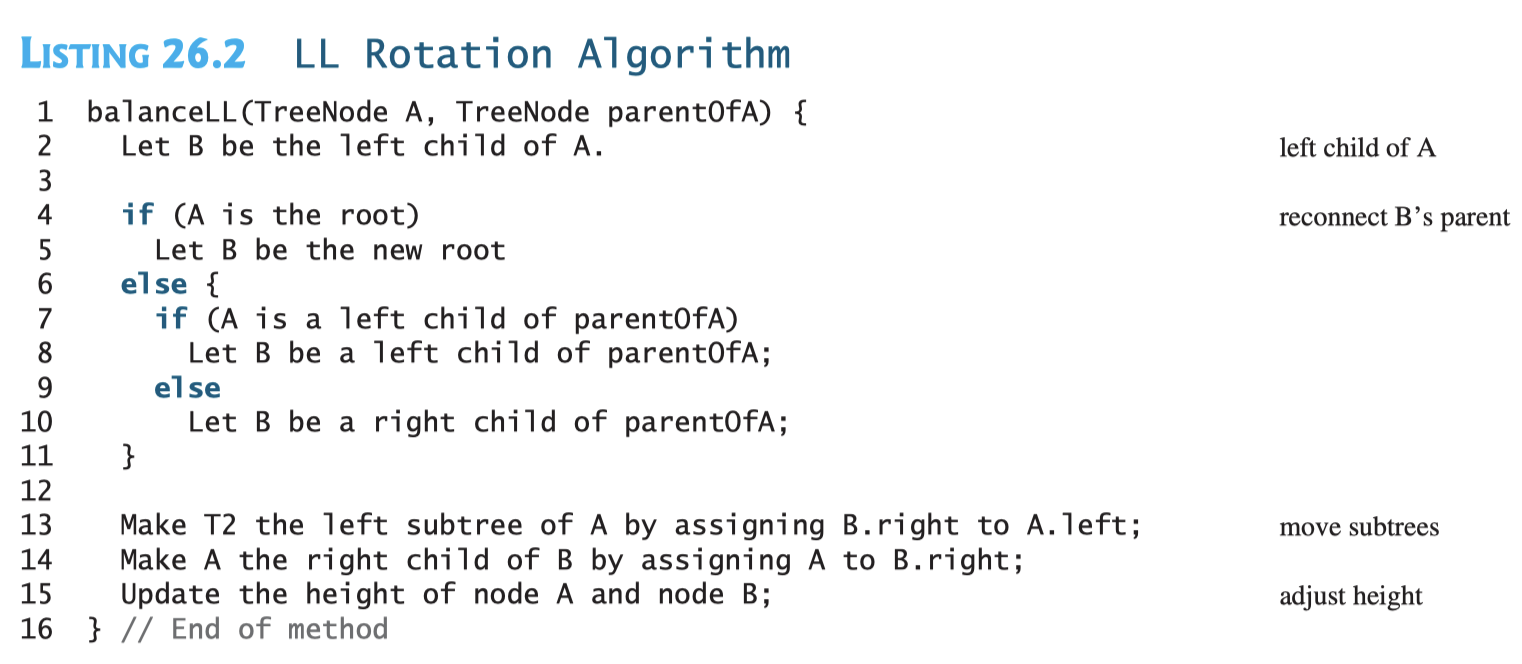 LISTING 26.2 LL Rotation Algorithm
1 balanceLL(TreeNode A, TreeNode parentOfA) {
2 Let B be the left child of A. left child of A
3
4 if (A is the root) reconnect B’s parent
5 Let B be the new root
6 else {
7 if (A is a left child of parentOfA)
8 Let B be a left child of parentOfA;
9 else
10 Let B be a right child of parentOfA;
11 }
12
13 Make T2 the left subtree of A by assigning B.right to A.left; move subtrees
14 Make A the right child of B by assigning A to B.right;
15 Update the height of node A and node B; adjust height
16 } // End of method